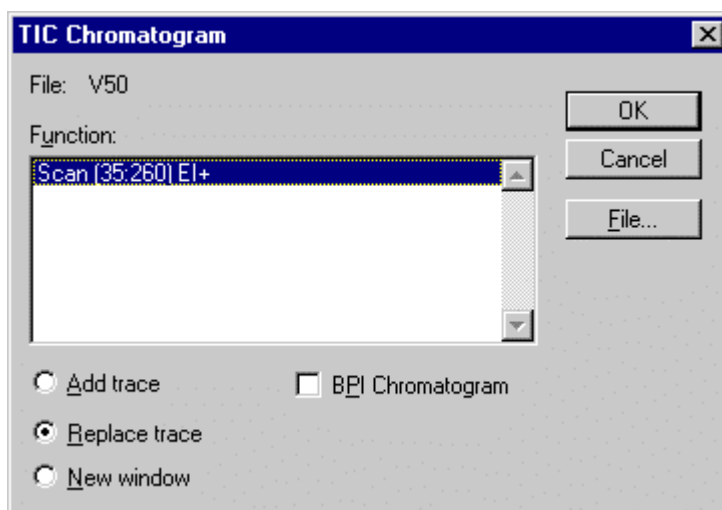 TIC Chromatogram
File: V50
Function:
Scan (35:260) EI+
OK
Cancel
File...
Add trace
BPI Chromatogram
Replace trace
New window